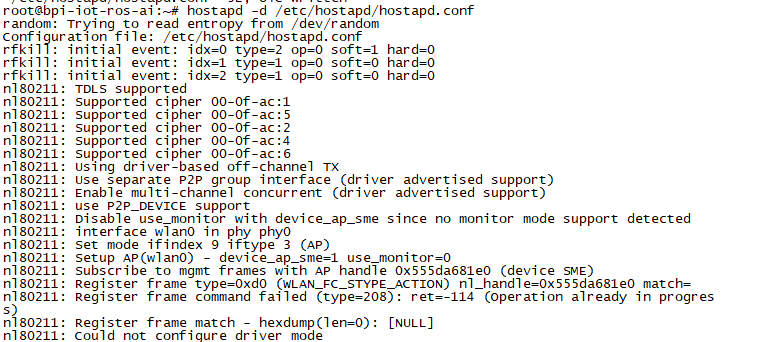 root@bpi-iot-ros-ai:~# hostapd -d /etc/hostapd/hostapd.conf
random: Trying to read entropy from /dev/random
Configuration file: /etc/hostapd/hostapd.conf
rfkill: initial event: idx=0 type=2 op=0 soft=1 hard=0
rfkill: initial event: idx=1 type=1 op=0 soft=0 hard=0
rfkill: initial event: idx=2 type=1 op=0 soft=0 hard=0
nl80211: TDLS supported
nl80211: Supported cipher 00-0f-ac:1
nl80211: Supported cipher 00-0f-ac:5
nl80211: Supported cipher 00-0f-ac:2
nl80211: Supported cipher 00-0f-ac:4
nl80211: Supported cipher 00-0f-ac:6
nl80211: Using driver-based off-channel TX
nl80211: Use separate P2P group interface (driver advertised support)
nl80211: Enable multi-channel concurrent (driver advertised support)
nl80211: use P2P_DEVICE support
nl80211: Disable use_monitor with device_ap_sme since no monitor mode support detected
nl80211: interface wlan0 in phy phy0
nl80211: Set mode ifindex 9 iftype 3 (AP)
nl80211: Setup AP(wlan0) - device_ap_sme=1 use_monitor=0
nl80211: Subscribe to mgmt frames with AP handle 0x555da681e0 (device SME)
nl80211: Register frame type=0xd0 (WLAN_FC_STYPE_ACTION) nl_handle=0x555da681e0 match=
nl80211: Register frame command failed (type=208): ret=-114 (Operation already in progres
s)
nl80211: Register frame match - hexdump(len=0): [NULL]
nl80211: Could not configure driver mode